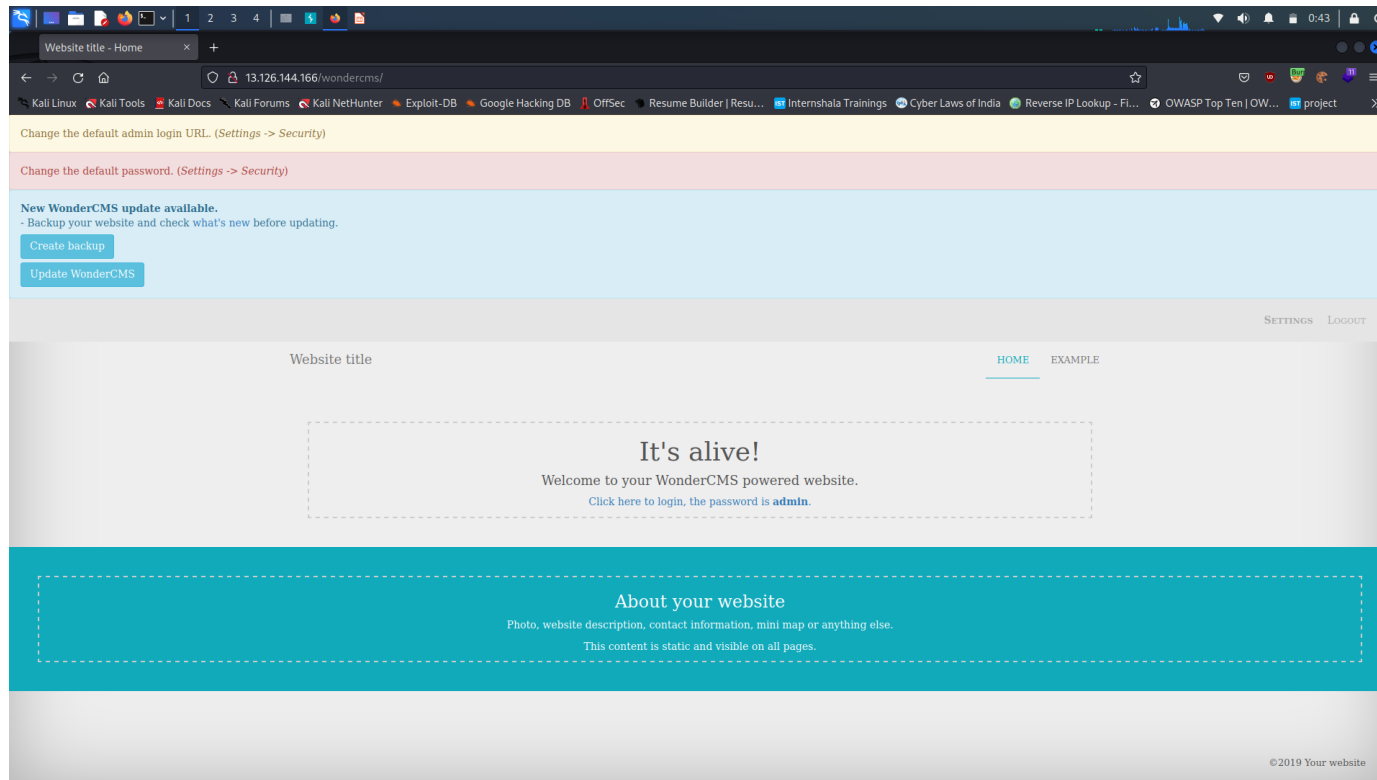 1 2 3 4 0:43
Website title - Home × +
13.126.144.166/wondercms/
Kali Linux Kali Tools Kali Docs Kali Forums Kali NetHunter Exploit-DB Google Hacking DB OffSec Resume Builder | Resu... Internshala Trainings Cyber Laws of India Reverse IP Lookup - Fi... OWASP Top Ten | OW... project
Change the default admin login URL. (Settings -> Security)
Change the default password. (Settings -> Security)
New WonderCMS update available.
- Backup your website and check what's new before updating.
Create backup
Update WonderCMS
SETTINGS LOGOUT
Website title HOME EXAMPLE
It's alive!
Welcome to your WonderCMS powered website.
Click here to login, the password is admin.
About your website
Photo, website description, contact information, mini map or anything else.
This content is static and visible on all pages.
©2019 Your website